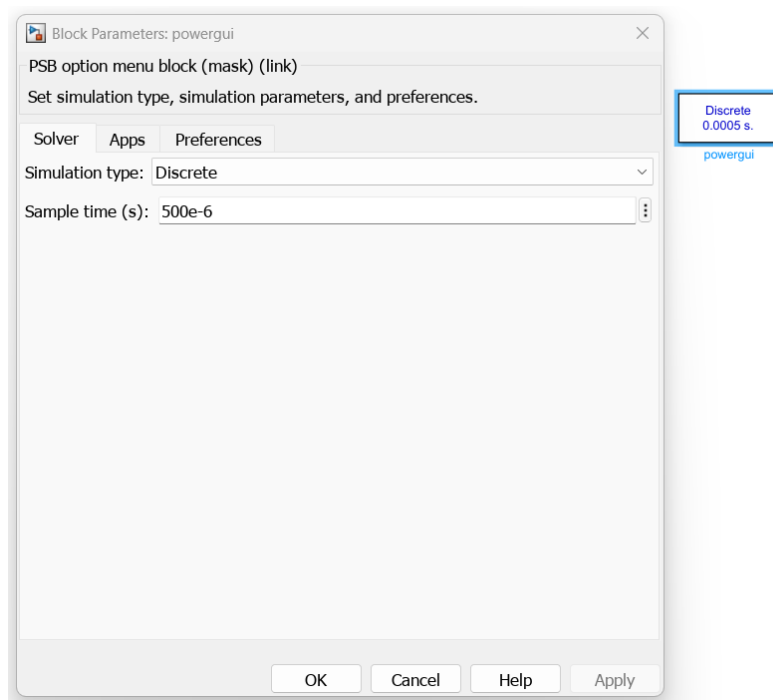 Block Parameters: powergui
PSB option menu block (mask) (link)
Set simulation type, simulation parameters, and preferences.
Solver Apps Preferences
Simulation type: Discrete
Sample time (s): 500e-6
OK Cancel Help Apply
Discrete
0.0005 s.
powergui